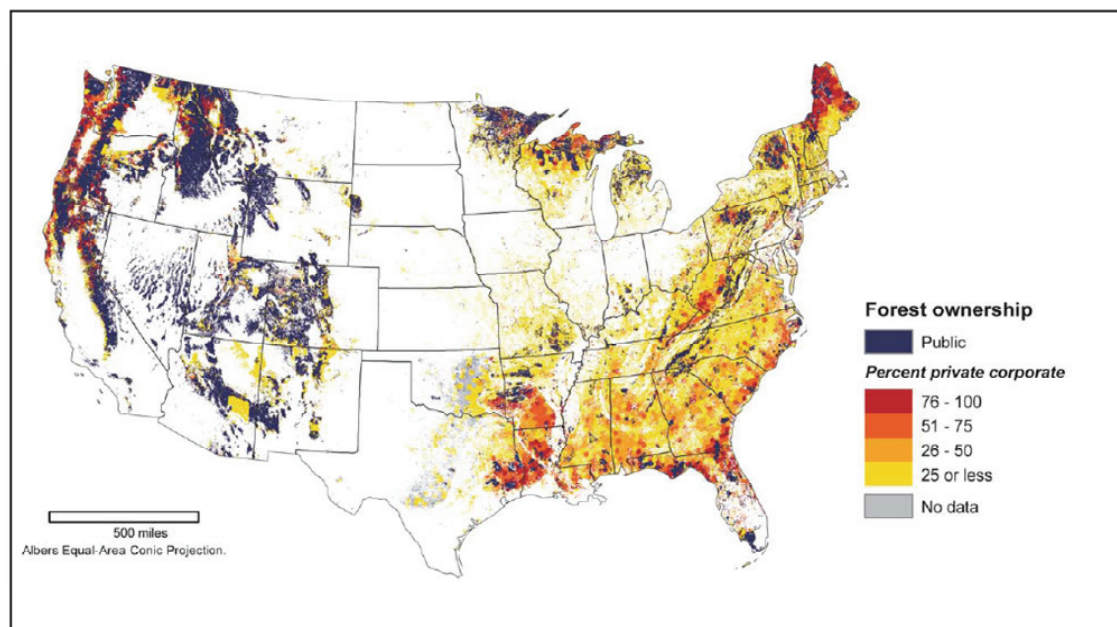 Forest ownership
Public
Percent private corporate
76 - 100
51 - 75
26 - 50
25 or less
No data
500 miles
Albers Equal-Area Conic Projection.